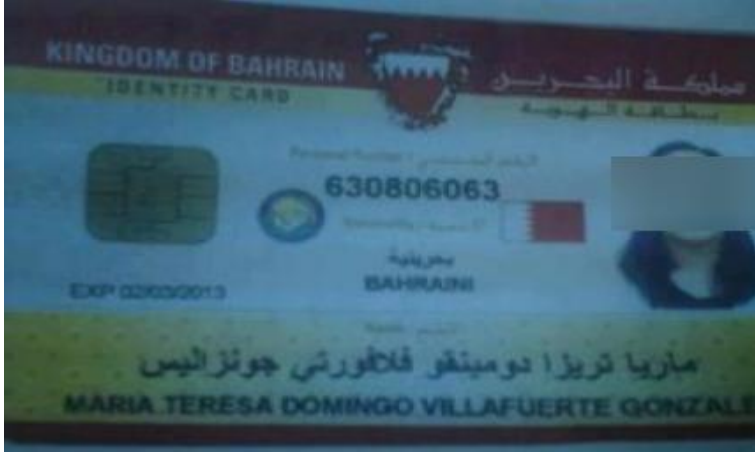 KINGDOM OF BAHRAIN
مملكة البحرين
IDENTITY CARD
بطاقة الهوية
630806063
بحرينية
BAHRAINI
EXP 02/03/2013
ماريا تريزا دومينقو فلافورتي جونزاليس
MARIA TERESA DOMINGO VILLAFUERTE GONZALE